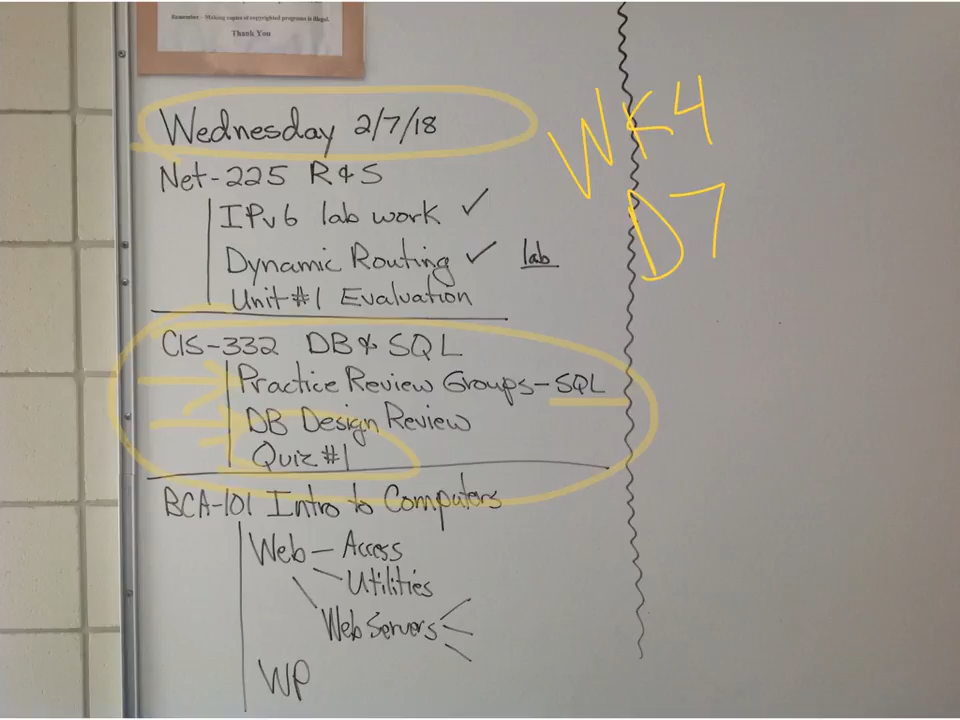 Remember - Making copies of copyrighted programs is illegal.
Thank You
Wednesday 2/7/18
WK4
D7
Net-225 R&S
IPv6 lab work ✓
Dynamic Routing ✓ lab
Unit #1 Evaluation
CIS-332 DB & SQL
Practice Review Groups-SQL
DB Design Review
Quiz #1
BCA-101 Intro to Computers
Web - Access
Utilities
Web Servers
WP